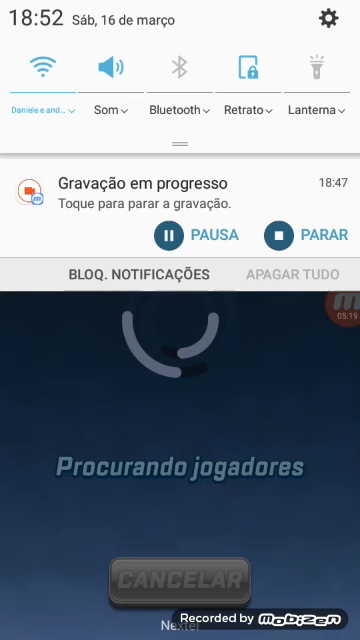 18:52 Sáb, 16 de março
Daniele e and...
Som
Bluetooth
Retrato
Lanterna
Gravação em progresso
18:47
Toque para parar a gravação.
PAUSA
PARAR
BLOQ. NOTIFICAÇÕES
APAGAR TUDO
05:19
Procurando jogadores
CANCELAR
Nextel
Recorded by Mobizen